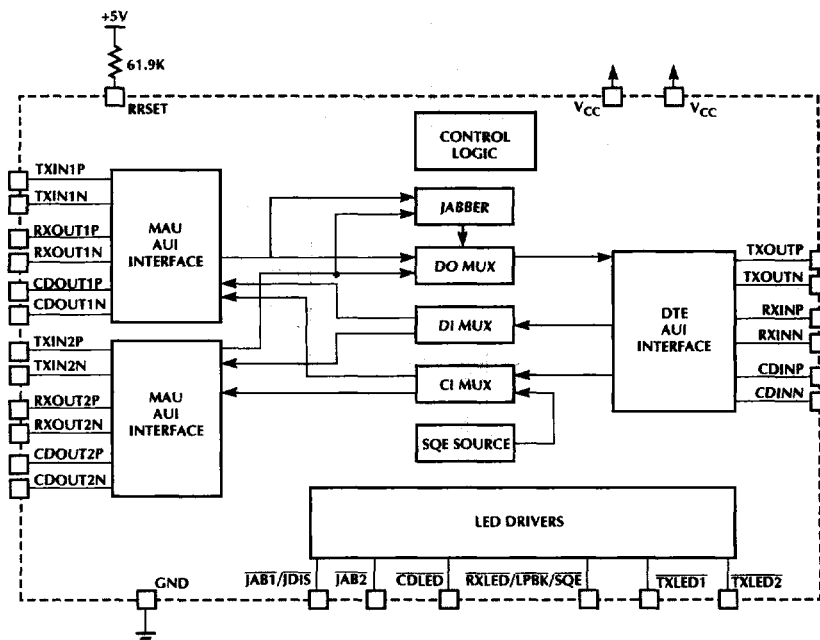 +5V
61.9K
RRSET
VCC
VCC
CONTROL
LOGIC
TXIN1P
TXIN1N
RXOUT1P
RXOUT1N
CDOUT1P
CDOUT1N
MAU
AUI
INTERFACE
JABBER
DO MUX
DI MUX
CI MUX
SQE SOURCE
DTE
AUI
INTERFACE
TXOUTP
TXOUTN
RXINP
RXINN
CDINP
CDINN
TXIN2P
TXIN2N
RXOUT2P
RXOUT2N
CDOUT2P
CDOUT2N
MAU
AUI
INTERFACE
LED DRIVERS
GND
JAB1/JDIS
JAB2
CDLED
RXLED/LPBK/SQE
TXLED1
TXLED2